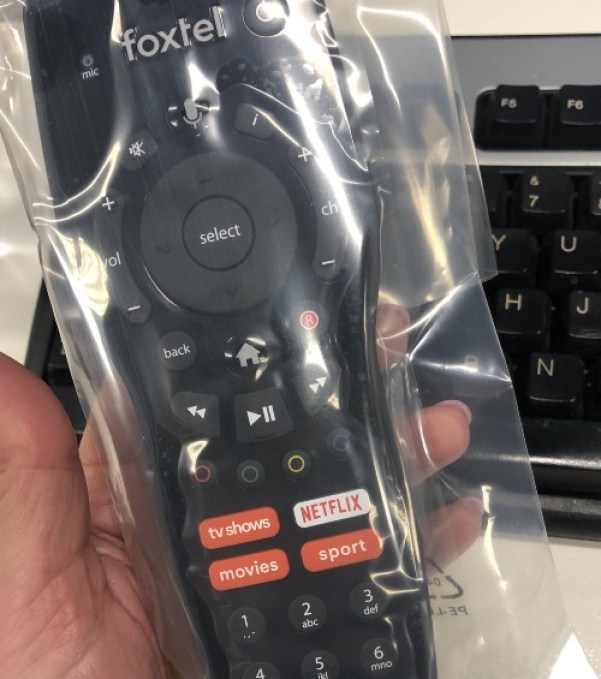 foxtel
mic
i
+
+
select
ch
vol
−
−
R
back
tv shows
NETFLIX
movies
sport
1
2
abc
3
def
4
5
jkl
6
mno
F5
F6
&
7
Y
U
H
J
B
N